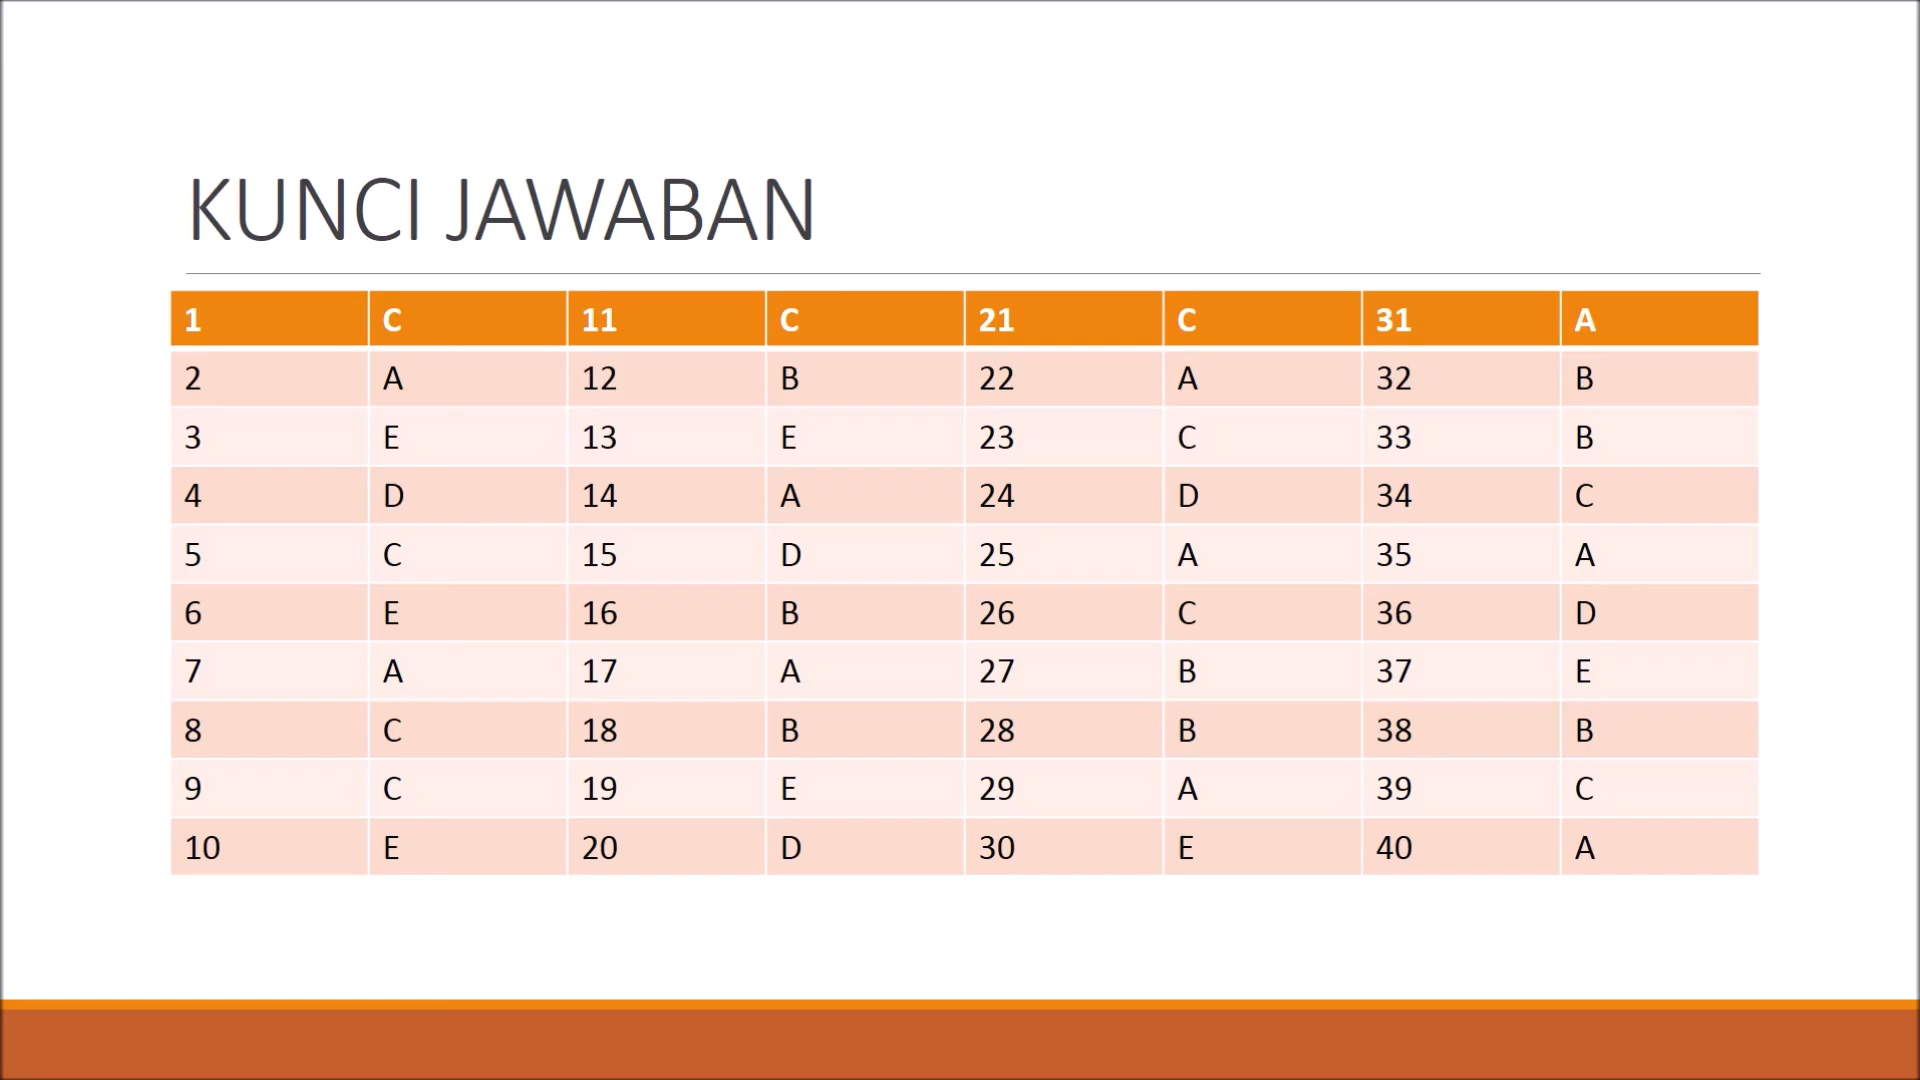 KUNCI JAWABAN
1 C 11 C 21 C 31 A
2 A 12 B 22 A 32 B
3 E 13 E 23 C 33 B
4 D 14 A 24 D 34 C
5 C 15 D 25 A 35 A
6 E 16 B 26 C 36 D
7 A 17 A 27 B 37 E
8 C 18 B 28 B 38 B
9 C 19 E 29 A 39 C
10 E 20 D 30 E 40 A